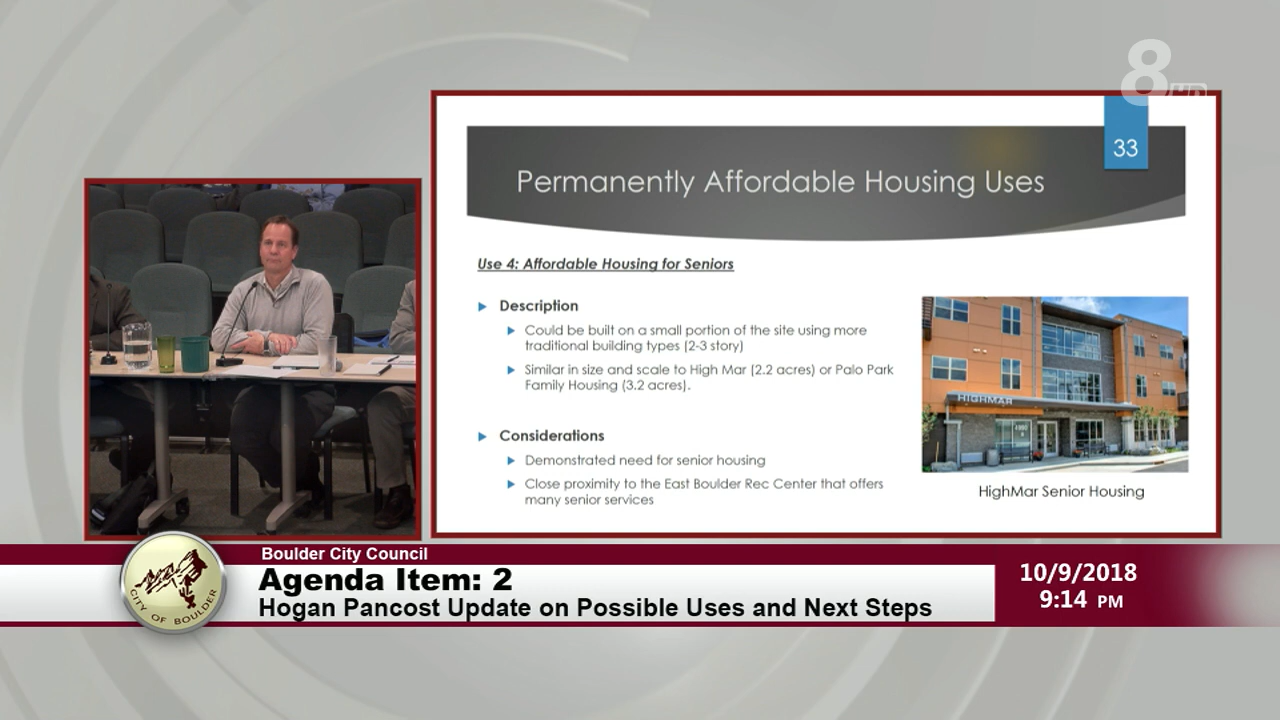 8
HD
33
Permanently Affordable Housing Uses
Use 4: Affordable Housing for Seniors
Description
Could be built on a small portion of the site using more
traditional building types (2-3 story)
Similar in size and scale to High Mar (2.2 acres) or Palo Park
Family Housing (3.2 acres).
Considerations
Demonstrated need for senior housing
Close proximity to the East Boulder Rec Center that offers
many senior services
HIGHMAR
HighMar Senior Housing
CITY OF BOULDER
Boulder City Council
Agenda Item: 2
Hogan Pancost Update on Possible Uses and Next Steps
10/9/2018
9:14 PM